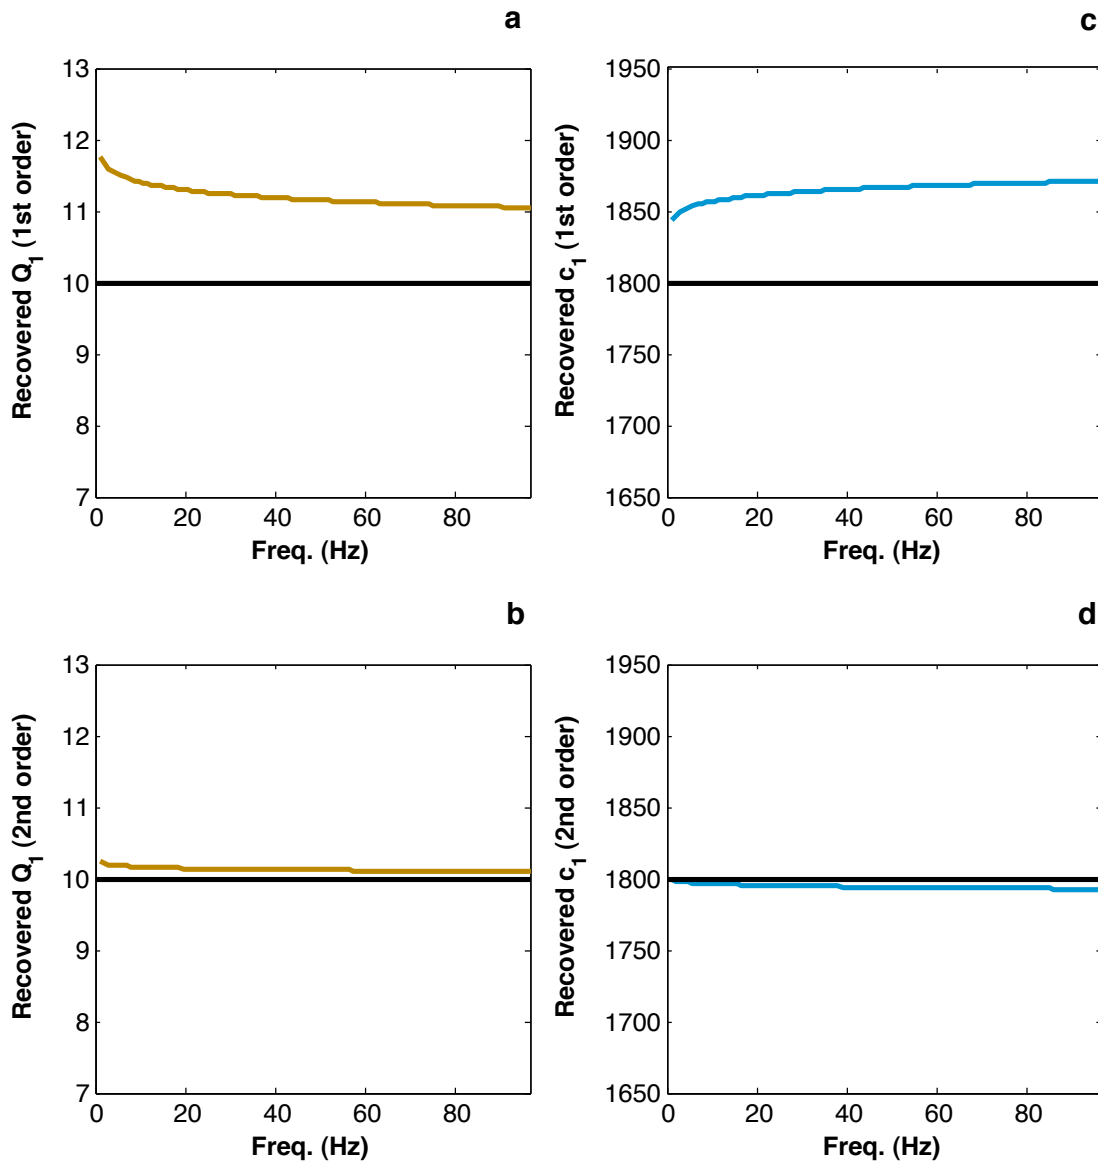 a
13
12
11
10
9
8
7
0 20 40 60 80
Freq. (Hz)
Recovered Q1 (1st order)
c
1950
1900
1850
1800
1750
1700
1650
0 20 40 60 80
Freq. (Hz)
Recovered c1 (1st order)
b
13
12
11
10
9
8
7
0 20 40 60 80
Freq. (Hz)
Recovered Q1 (2nd order)
d
1950
1900
1850
1800
1750
1700
1650
0 20 40 60 80
Freq. (Hz)
Recovered c1 (2nd order)